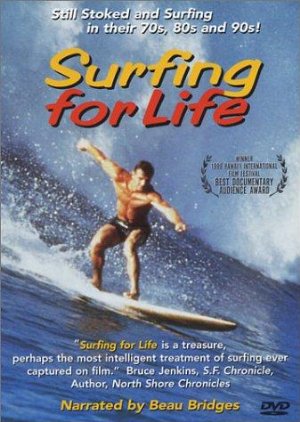 Still Stoked and Surfing
in their 70s, 80s and 90s!
Surfing
for Life
WINNER
1999 HAWAII INTERNATIONAL
FILM FESTIVAL
BEST DOCUMENTARY
AUDIENCE AWARD
"Surfing for Life is a treasure,
perhaps the most intelligent treatment of surfing ever
captured on film." Bruce Jenkins, S.F. Chronicle,
Author, North Shore Chronicles
Narrated by Beau Bridges
DVD